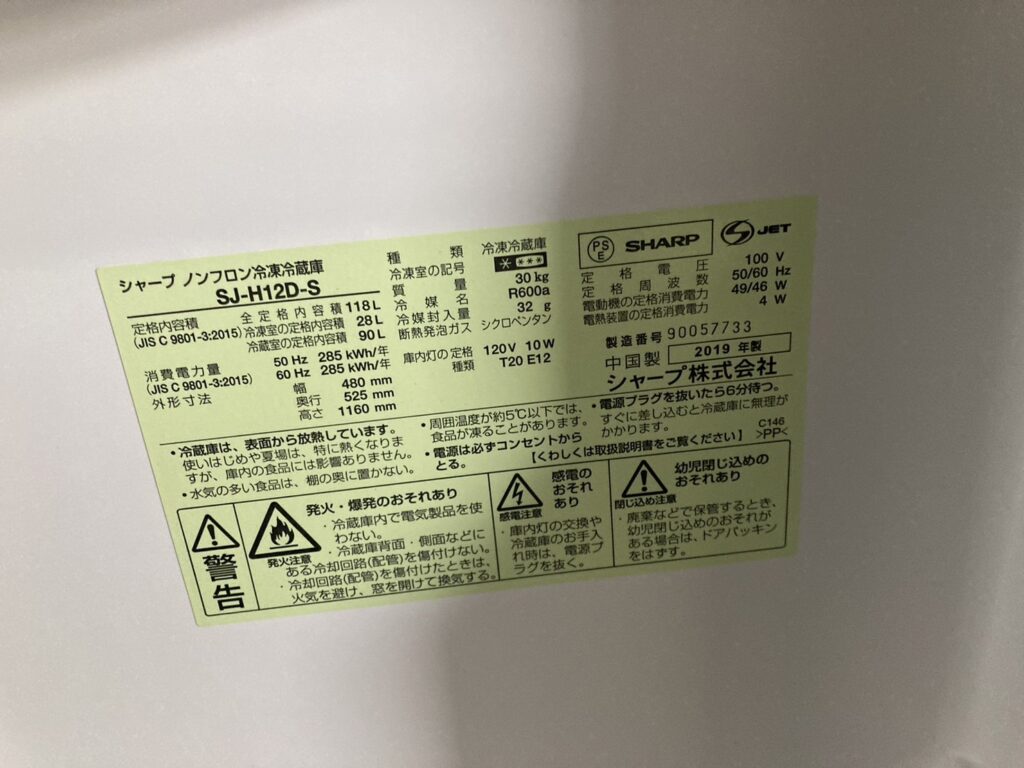 シャープ ノンフロン冷凍冷蔵庫
SJ-H12D-S
定格内容積 全定格内容積 118L
(JIS C 9801-3:2015) 冷凍室の定格内容積 28L
冷蔵室の定格内容積 90L
消費電力量 50 Hz 285 kWh/年
(JIS C 9801-3:2015) 60 Hz 285 kWh/年
外形寸法 幅 480 mm
奥行 525 mm
高さ 1160 mm
種類 冷凍冷蔵庫
冷凍室の記号 ****
質量 30 kg
冷媒名 R600a
冷媒封入量 32 g
断熱発泡ガス シクロペンタン
庫内灯の定格 120V 10W
種類 T20 E12
PSE SHARP JET
定格電圧 100 V
定格周波数 50/60 Hz
電動機の定格消費電力 49/46 W
電熱装置の定格消費電力 4 W
製造番号 90057733
中国製 2019 年製
シャープ株式会社
・冷蔵庫は、表面から放熱しています。
使いはじめや夏場は、特に熱くなりま
すが、庫内の食品には影響ありません。
・水気の多い食品は、棚の奥に置かない。
・周囲温度が約5℃以下では、
食品が凍ることがあります。
・電源は必ずコンセントから
とる。
・電源プラグを抜いたら6分待つ。
すぐに差し込むと冷蔵庫に無理が
かかります。
【くわしくは取扱説明書をご覧ください】
C146
>PP<
警告
発火注意
発火・爆発のおそれあり
・冷蔵庫内で電気製品を使
わない。
・冷蔵庫背面・側面などに
ある冷却回路(配管)を傷付けない。
・冷却回路(配管)を傷付けたときは、
火気を避け、窓を開けて換気する。
感電注意
感電の
おそれ
あり
・庫内灯の交換や
冷蔵庫のお手入
れ時は、電源プ
ラグを抜く。
閉じ込め注意
幼児閉じ込めの
おそれあり
・廃棄などで保管するとき、
幼児閉じ込めのおそれが
ある場合は、ドアパッキン
をはずす。